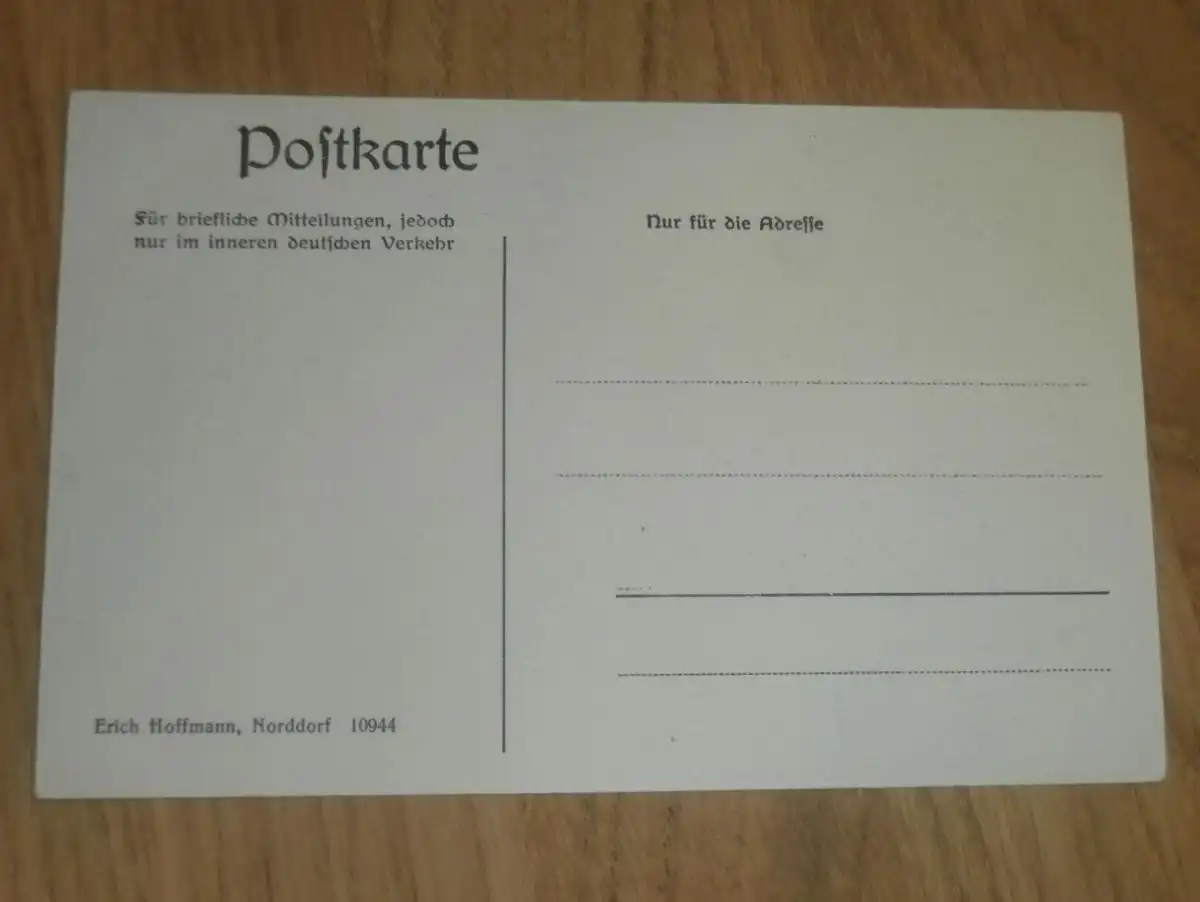 Poſtkarte
Für briefliche Mitteilungen, jedoch
nur im inneren deutſchen Verkehr
Nur für die Adreſſe
Erich Hoffmann, Norddorf 10944